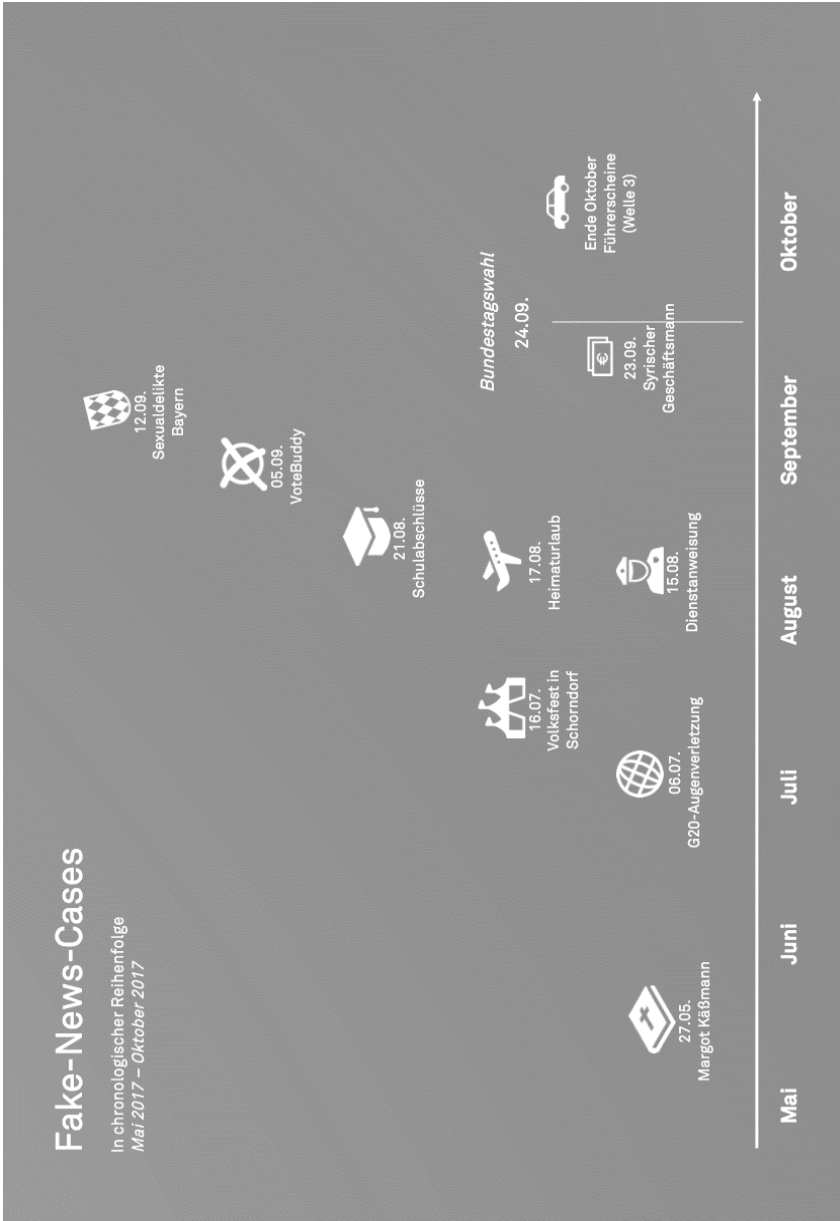 Fake-News-Cases
In chronologischer Reihenfolge
Mai 2017 – Oktober 2017
27.05.
Margot Käßmann
06.07.
G20-Augenverletzung
16.07.
Volksfest in
Schorndorf
15.08.
Dienstanweisung
17.08.
Heimaturlaub
21.08.
Schulabschlüsse
05.09.
VoteBuddy
12.09.
Sexualdelikte
Bayern
23.09.
Syrischer
Geschäftsmann
Bundestagswahl
24.09.
Ende Oktober
Führerscheine
(Welle 3)
Mai
Juni
Juli
August
September
Oktober
€